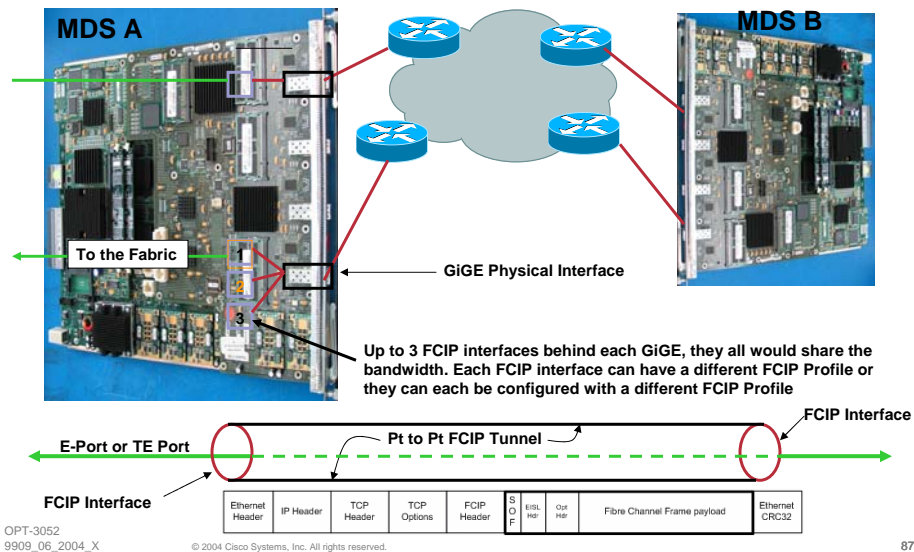 MDS A
MDS B
To the Fabric
1
2
3
GiGE Physical Interface
Up to 3 FCIP interfaces behind each GiGE, they all would share the
bandwidth. Each FCIP interface can have a different FCIP Profile or
they can each be configured with a different FCIP Profile
FCIP Interface
E-Port or TE Port
Pt to Pt FCIP Tunnel
FCIP Interface
Ethernet Header
IP Header
TCP Header
TCP Options
FCIP Header
SOF
EISL Hdr
Opt Hdr
Fibre Channel Frame payload
Ethernet CRC32
OPT-3052
9909_06_2004_X
© 2004 Cisco Systems, Inc. All rights reserved.
87